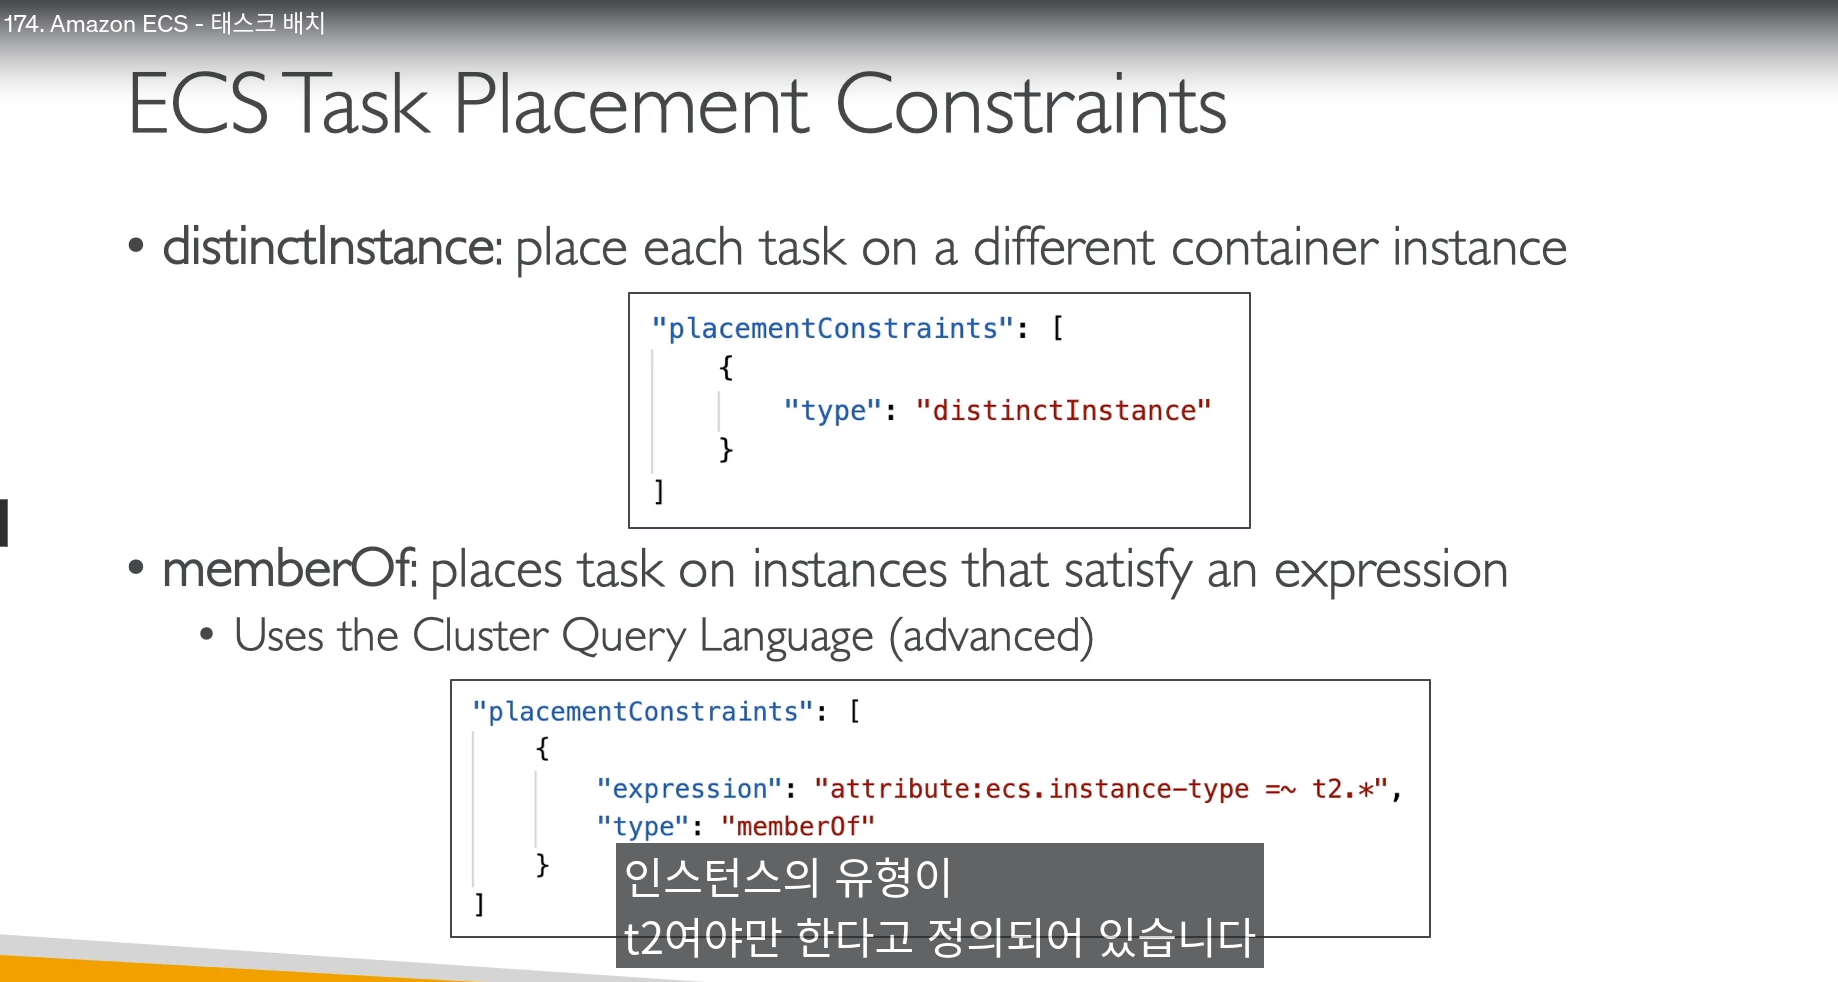 174. Amazon ECS - 태스크 배치
ECS Task Placement Constraints
• distinctInstance: place each task on a different container instance
"placementConstraints": [
{
"type": "distinctInstance"
}
]
• memberOf: places task on instances that satisfy an expression
• Uses the Cluster Query Language (advanced)
"placementConstraints": [
{
"expression": "attribute:ecs.instance-type =~ t2.*",
"type": "memberOf"
}
]
인스턴스의 유형이
t2여야만 한다고 정의되어 있습니다